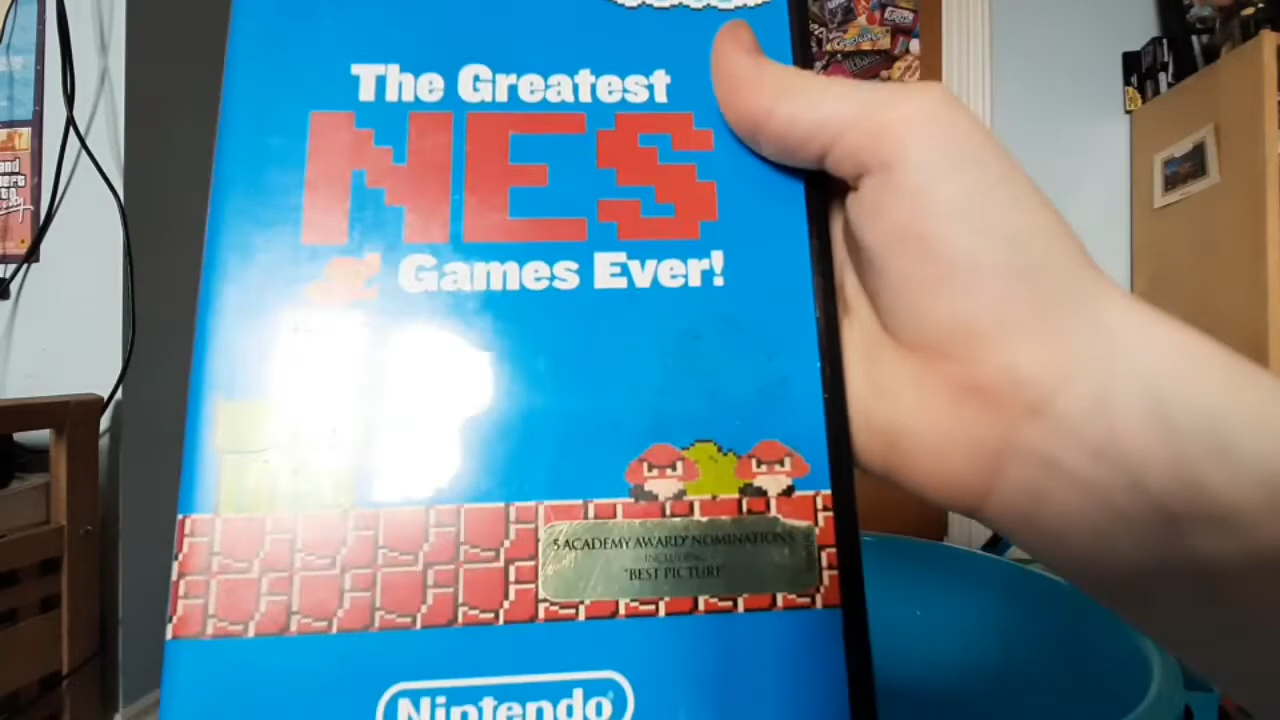 The Greatest
NES
Games Ever!
5 ACADEMY AWARD® NOMINATIONS
INCLUDING
"BEST PICTURE"
Nintendo®